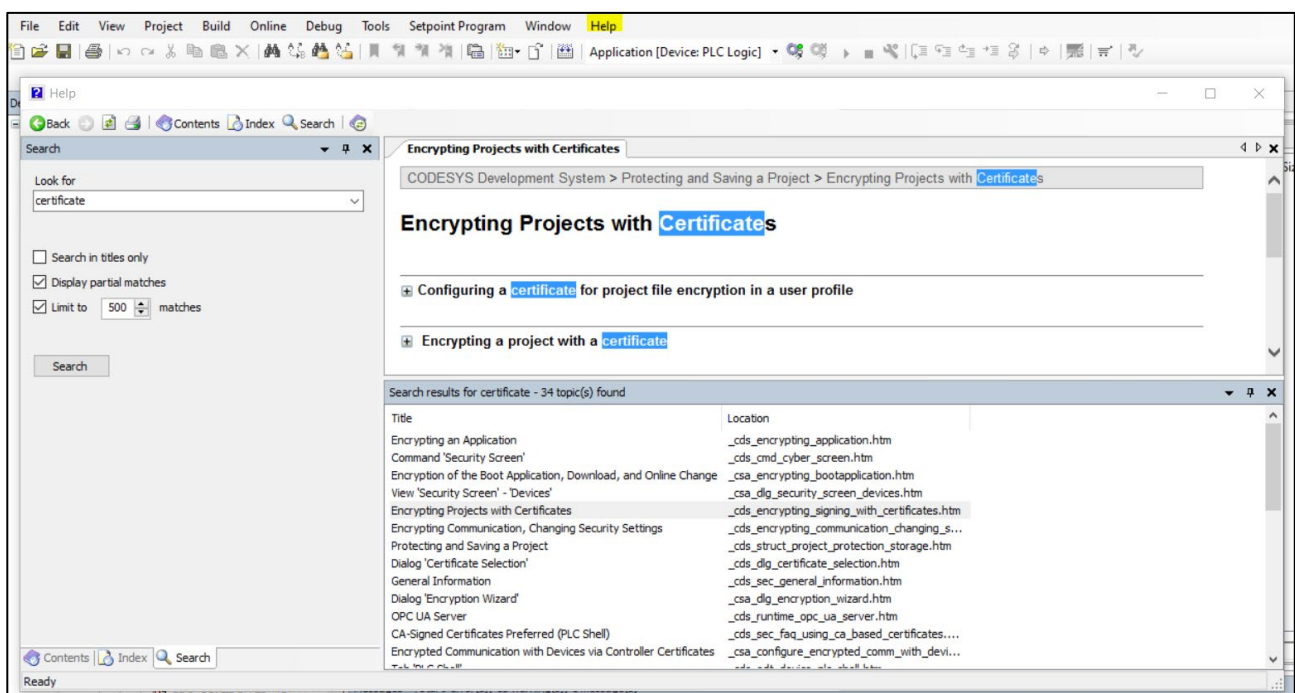 File Edit View Project Build Online Debug Tools Setpoint Program Window Help
Application [Device: PLC Logic]
Help
Back Contents Index Search
Search
Look for
certificate
Search in titles only
Display partial matches
Limit to 500 matches
Search
Encrypting Projects with Certificates
CODESYS Development System > Protecting and Saving a Project > Encrypting Projects with Certificates
Encrypting Projects with Certificates
Configuring a certificate for project file encryption in a user profile
Encrypting a project with a certificate
Search results for certificate - 34 topic(s) found
Title Location
Encrypting an Application _cds_encrypting_application.htm
Command 'Security Screen' _cds_cmd_cyber_screen.htm
Encryption of the Boot Application, Download, and Online Change _csa_encrypting_bootapplication.htm
View 'Security Screen' - 'Devices' _csa_dlg_security_screen_devices.htm
Encrypting Projects with Certificates _cds_encrypting_signing_with_certificates.htm
Encrypting Communication, Changing Security Settings _cds_encrypting_communication_changing_s...
Protecting and Saving a Project _cds_struct_project_protection_storage.htm
Dialog 'Certificate Selection' _cds_dlg_certificate_selection.htm
General Information _cds_sec_general_information.htm
Dialog 'Encryption Wizard' _csa_dlg_encryption_wizard.htm
OPC UA Server _cds_runtime_opc_ua_server.htm
CA-Signed Certificates Preferred (PLC Shell) _cds_sec_faq_using_ca_based_certificates....
Encrypted Communication with Devices via Controller Certificates _csa_configure_encrypted_comm_with_devi...
Contents Index Search
Ready